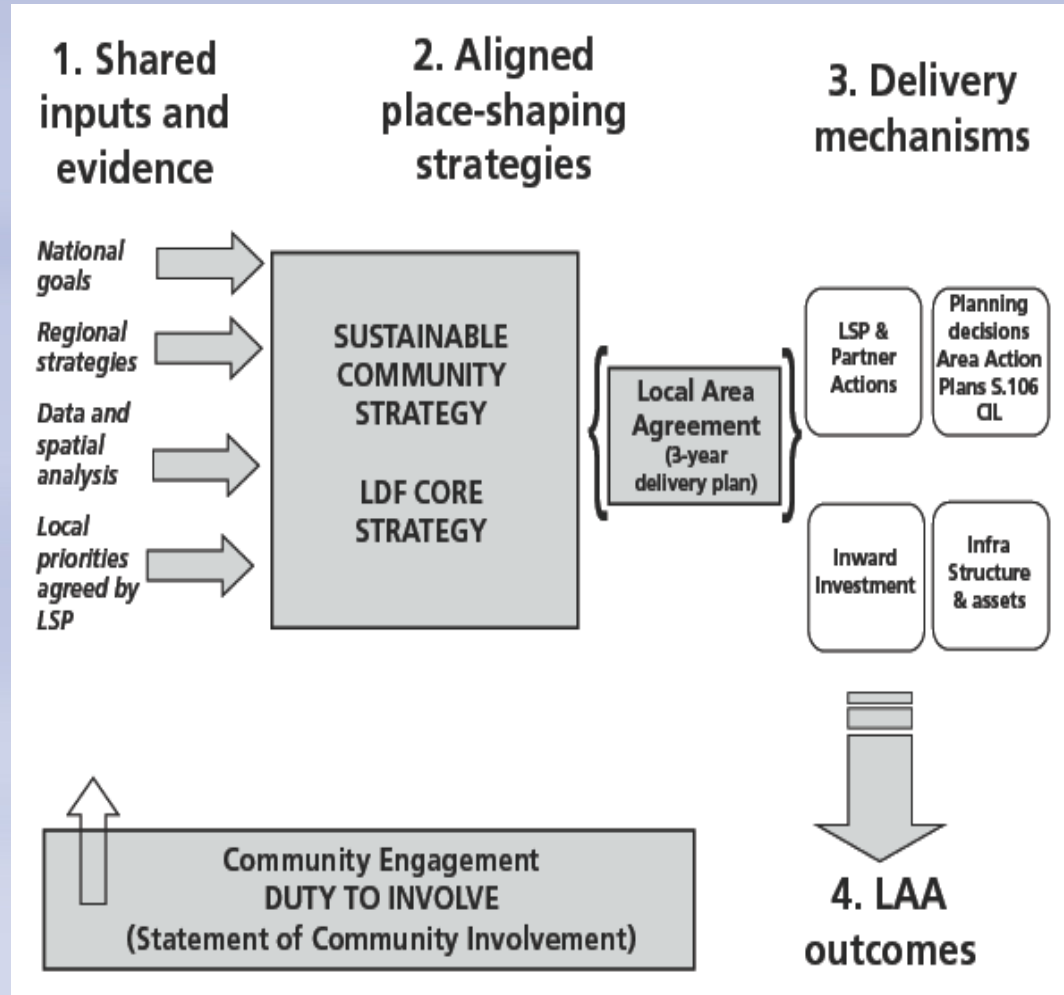 1. Shared
inputs and
evidence
2. Aligned
place-shaping
strategies
3. Delivery
mechanisms
National
goals
Regional
strategies
Data and
spatial
analysis
Local
priorities
agreed by
LSP
SUSTAINABLE
COMMUNITY
STRATEGY
LDF CORE
STRATEGY
Local Area
Agreement
(3-year
delivery plan)
LSP &
Partner
Actions
Planning
decisions
Area Action
Plans S.106
CIL
Inward
Investment
Infra
Structure
& assets
Community Engagement
DUTY TO INVOLVE
(Statement of Community Involvement)
4. LAA
outcomes